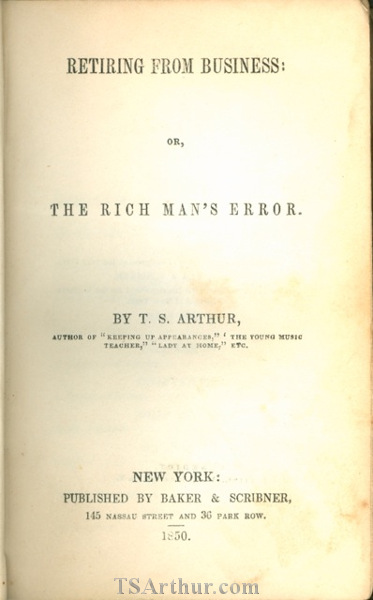 RETIRING FROM BUSINESS:
OR,
THE RICH MAN'S ERROR.
BY T. S. ARTHUR,
AUTHOR OF "KEEPING UP APPEARANCES," ' THE YOUNG MUSIC
TEACHER," "LADY AT HOME," ETC.
NEW YORK:
PUBLISHED BY BAKER & SCRIBNER,
145 NASSAU STREET AND 36 PARK ROW.
1850.
TSArthur.com